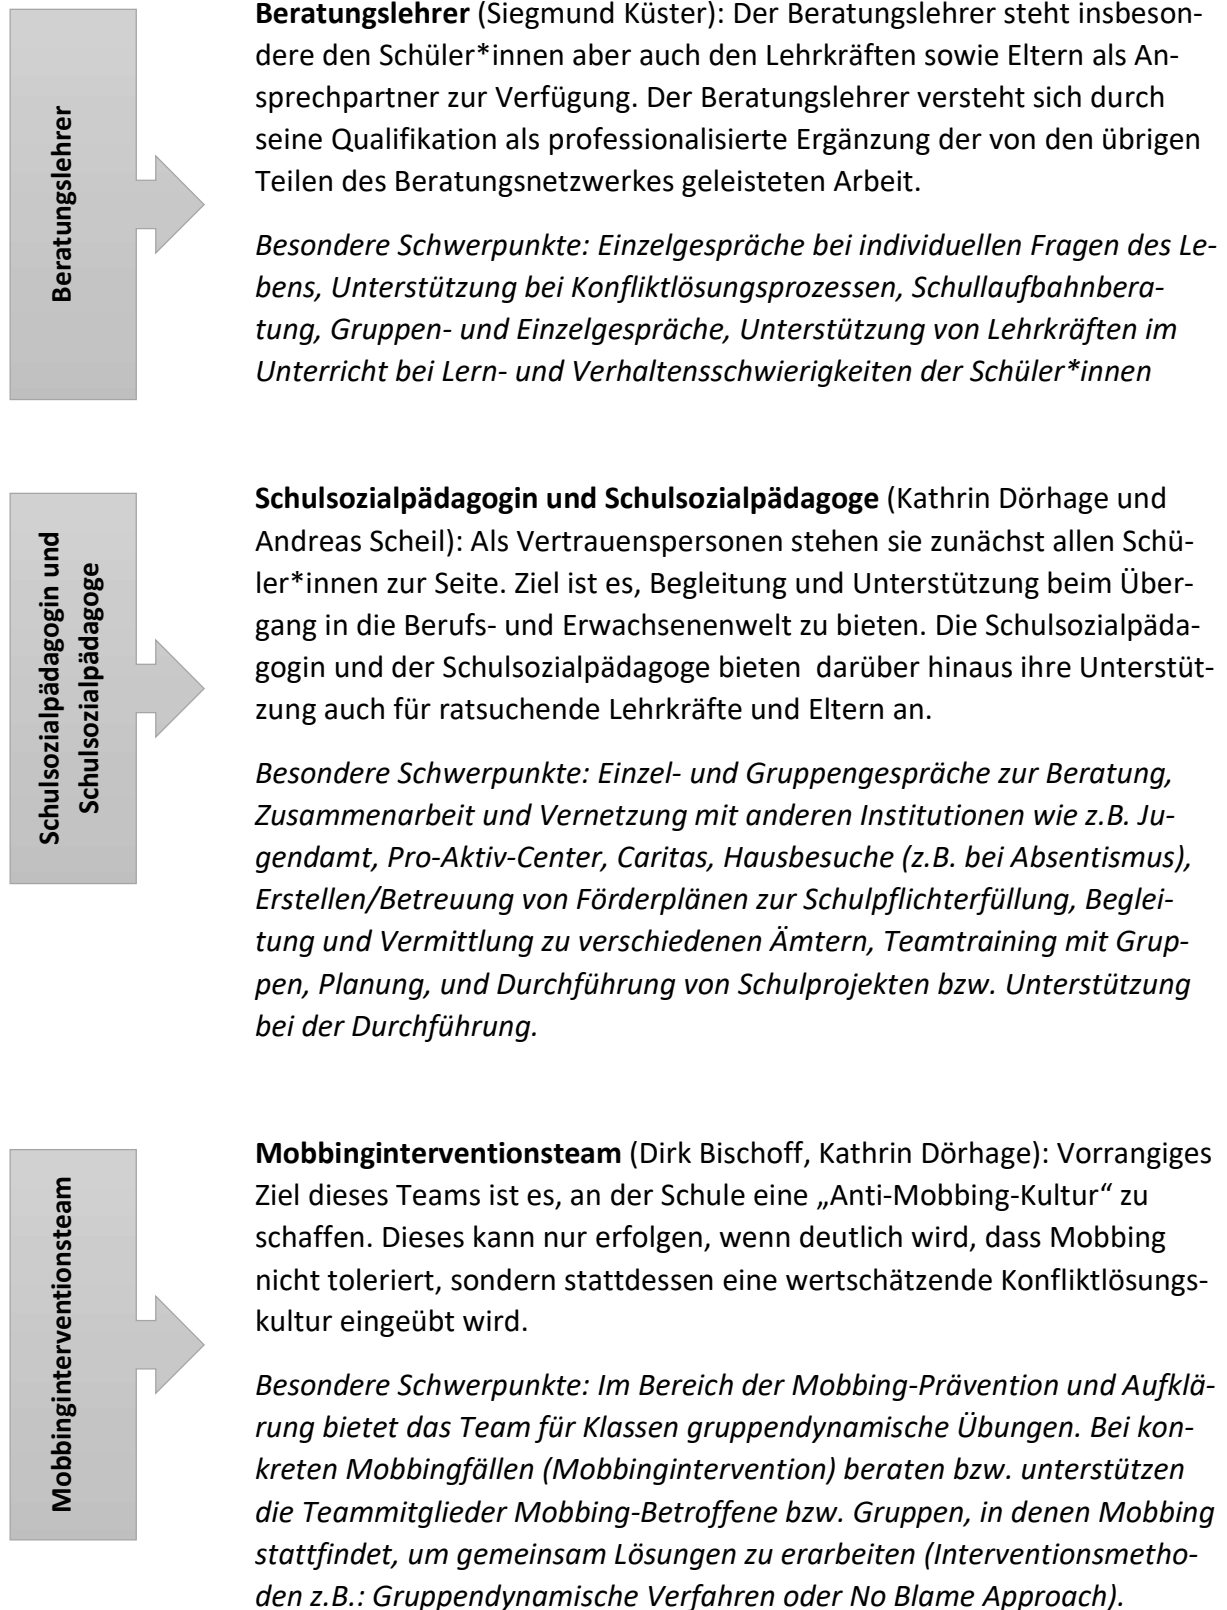 Beratungslehrer
Beratungslehrer (Siegmund Küster): Der Beratungslehrer steht insbeson-
dere den Schüler*innen aber auch den Lehrkräften sowie Eltern als An-
sprechpartner zur Verfügung. Der Beratungslehrer versteht sich durch
seine Qualifikation als professionalisierte Ergänzung der von den übrigen
Teilen des Beratungsnetzwerkes geleisteten Arbeit.
Besondere Schwerpunkte: Einzelgespräche bei individuellen Fragen des Le-
bens, Unterstützung bei Konfliktlösungsprozessen, Schullaufbahnbera-
tung, Gruppen- und Einzelgespräche, Unterstützung von Lehrkräften im
Unterricht bei Lern- und Verhaltensschwierigkeiten der Schüler*innen
Schulsozialpädagogin und
Schulsozialpädagoge
Schulsozialpädagogin und Schulsozialpädagoge (Kathrin Dörhage und
Andreas Scheil): Als Vertrauenspersonen stehen sie zunächst allen Schü-
ler*innen zur Seite. Ziel ist es, Begleitung und Unterstützung beim Über-
gang in die Berufs- und Erwachsenenwelt zu bieten. Die Schulsozialpäda-
gogin und der Schulsozialpädagoge bieten  darüber hinaus ihre Unterstüt-
zung auch für ratsuchende Lehrkräfte und Eltern an.
Besondere Schwerpunkte: Einzel- und Gruppengespräche zur Beratung,
Zusammenarbeit und Vernetzung mit anderen Institutionen wie z.B. Ju-
gendamt, Pro-Aktiv-Center, Caritas, Hausbesuche (z.B. bei Absentismus),
Erstellen/Betreuung von Förderplänen zur Schulpflichterfüllung, Beglei-
tung und Vermittlung zu verschiedenen Ämtern, Teamtraining mit Grup-
pen, Planung, und Durchführung von Schulprojekten bzw. Unterstützung
bei der Durchführung.
Mobbinginterventionsteam
Mobbinginterventionsteam (Dirk Bischoff, Kathrin Dörhage): Vorrangiges
Ziel dieses Teams ist es, an der Schule eine „Anti-Mobbing-Kultur“ zu
schaffen. Dieses kann nur erfolgen, wenn deutlich wird, dass Mobbing
nicht toleriert, sondern stattdessen eine wertschätzende Konfliktlösungs-
kultur eingeübt wird.
Besondere Schwerpunkte: Im Bereich der Mobbing-Prävention und Aufklä-
rung bietet das Team für Klassen gruppendynamische Übungen. Bei kon-
kreten Mobbingfällen (Mobbingintervention) beraten bzw. unterstützen
die Teammitglieder Mobbing-Betroffene bzw. Gruppen, in denen Mobbing
stattfindet, um gemeinsam Lösungen zu erarbeiten (Interventionsmetho-
den z.B.: Gruppendynamische Verfahren oder No Blame Approach).